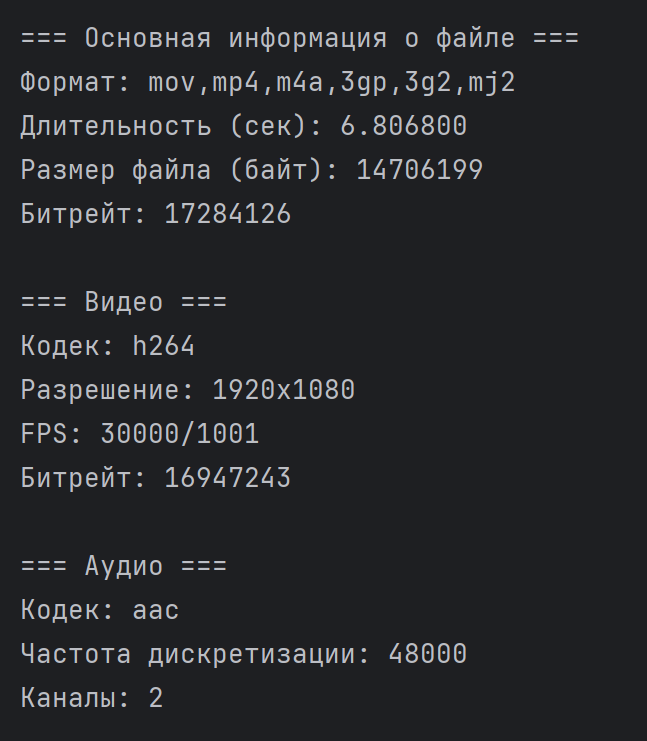 === Основная информация о файле ===
Формат: mov,mp4,m4a,3gp,3g2,mj2
Длительность (сек): 6.806800
Размер файла (байт): 14706199
Битрейт: 17284126
=== Видео ===
Кодек: h264
Разрешение: 1920x1080
FPS: 30000/1001
Битрейт: 16947243
=== Аудио ===
Кодек: aac
Частота дискретизации: 48000
Каналы: 2